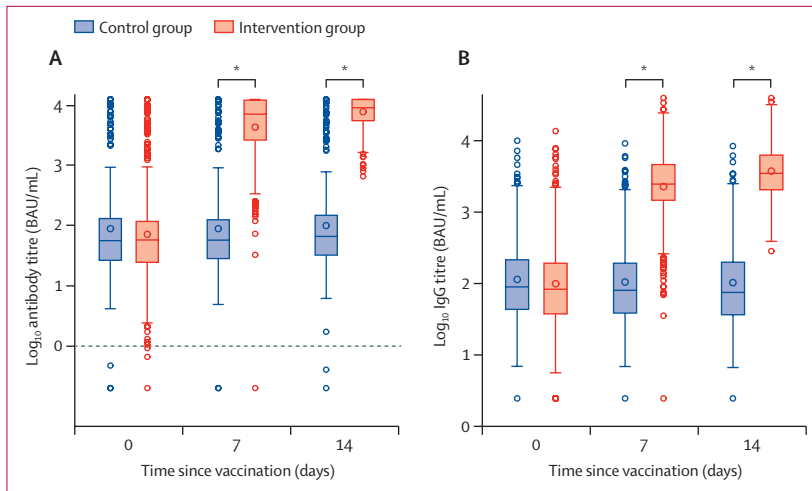 Control group Intervention group
A
* *
Log₁₀ antibody titre (BAU/mL)
4
3
2
1
0
0 7 14
Time since vaccination (days)
B
* *
Log₁₀ IgG titre (BAU/mL)
4
3
2
1
0
0 7 14
Time since vaccination (days)